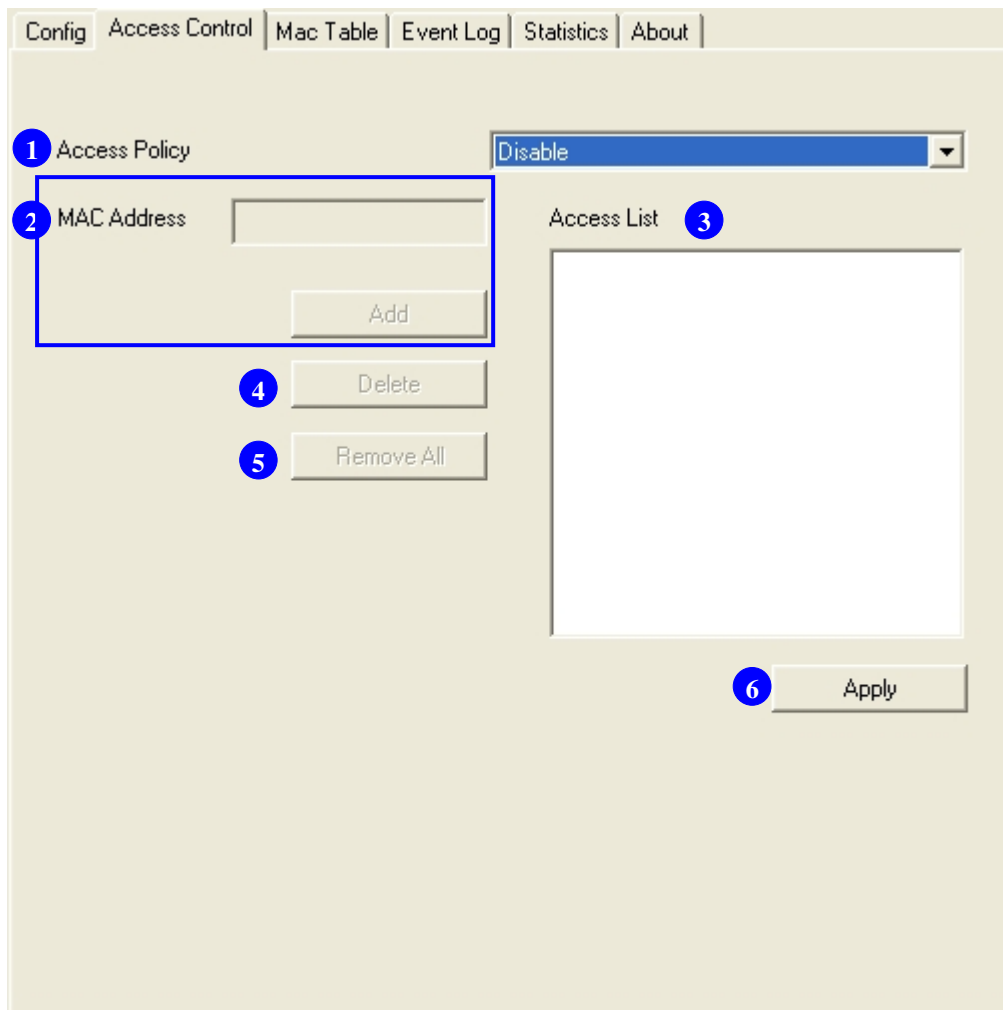 Config Access Control Mac Table Event Log Statistics About
1 Access Policy Disable
2 MAC Address Access List 3
Add
4 Delete
5 Remove All
6 Apply